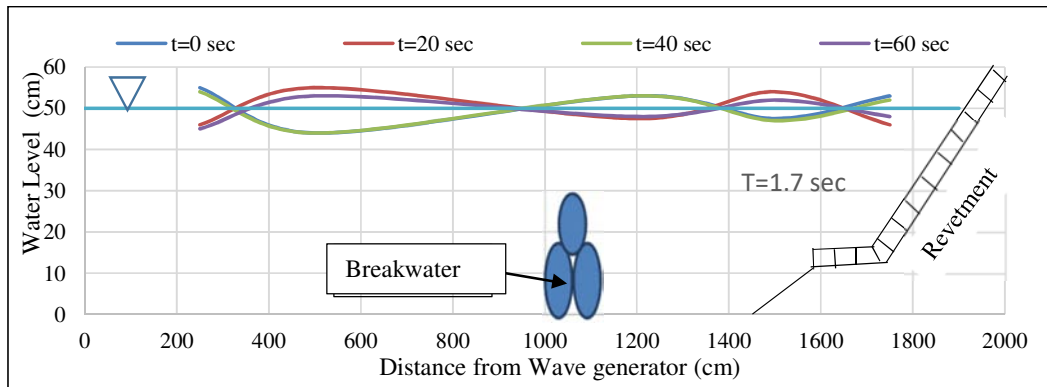 t=0 sec t=20 sec t=40 sec t=60 sec
60
50
40
30
20
10
0
Water Level (cm)
T=1.7 sec
Revetment
Breakwater
0 200 400 600 800 1000 1200 1400 1600 1800 2000
Distance from Wave generator (cm)